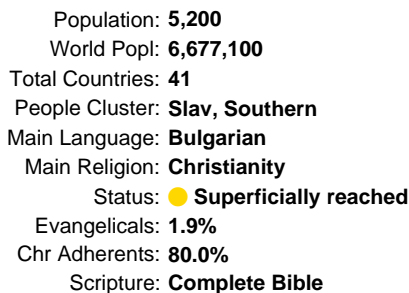 Population: 5,200
World Popl: 6,677,100
Total Countries: 41
People Cluster: Slav, Southern
Main Language: Bulgarian
Main Religion: Christianity
Status: Superficially reached
Evangelicals: 1.9%
Chr Adherents: 80.0%
Scripture: Complete Bible